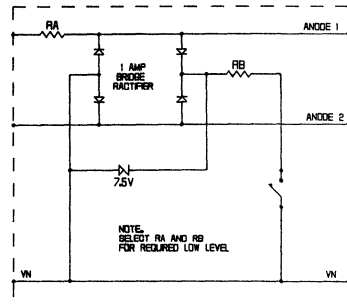 RA
ANODE 1
1 AMP
BRIDGE
RACTIFIER
RB
ANODE 2
7.5V
NOTE.
SELECT RA AND RB
FOR REQUIRED LOW LEVEL
VN
VN